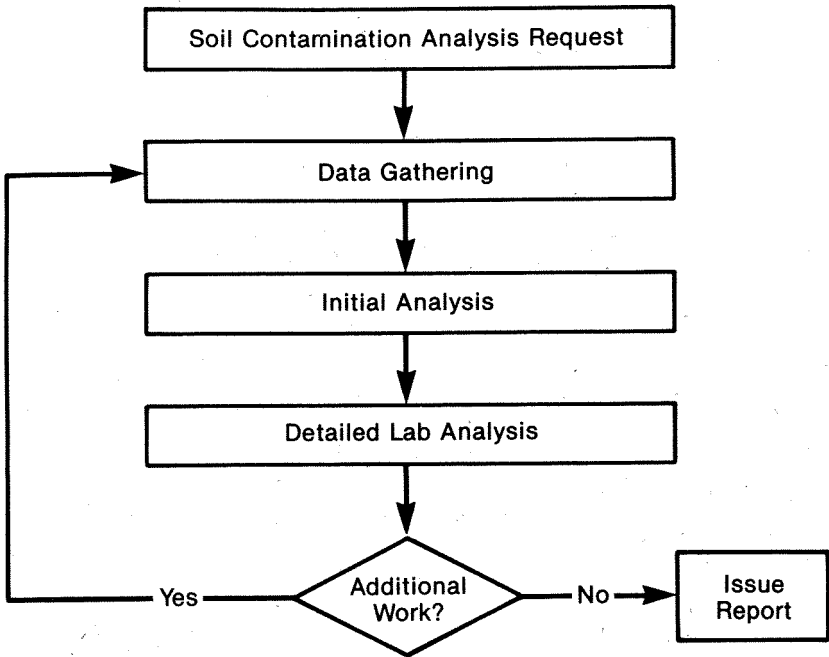 Soil Contamination Analysis Request
Data Gathering
Initial Analysis
Detailed Lab Analysis
Additional
Work?
Yes
No
Issue
Report